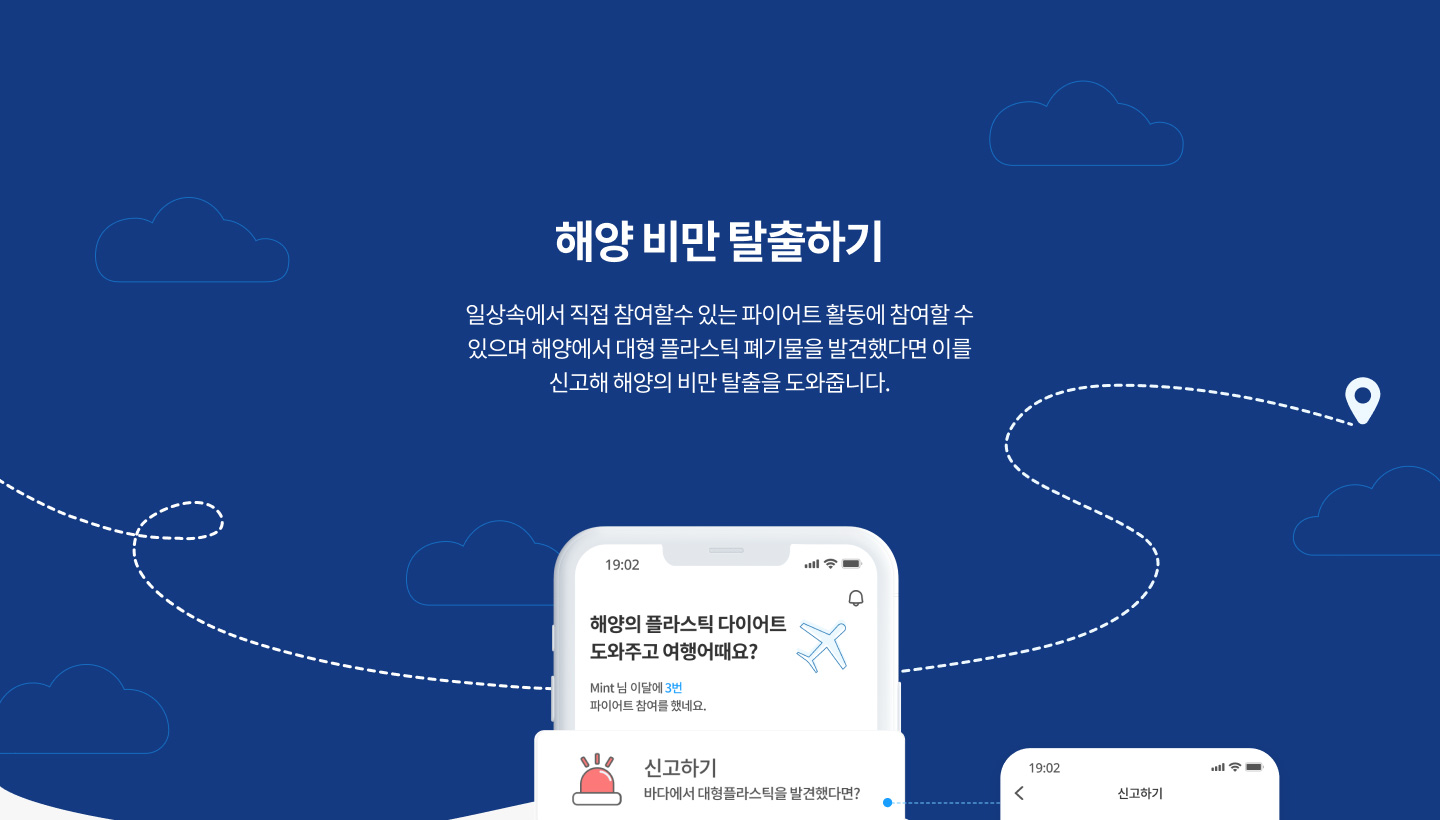 해양 비만 탈출하기
일상속에서 직접 참여할수 있는 파이어트 활동에 참여할 수
있으며 해양에서 대형 플라스틱 폐기물을 발견했다면 이를
신고해 해양의 비만 탈출을 도와줍니다.
19:02
해양의 플라스틱 다이어트
도와주고 여행어때요?
Mint 님 이달에 3번
파이어트 참여를 했네요.
신고하기
바다에서 대형플라스틱을 발견했다면?
19:02
신고하기